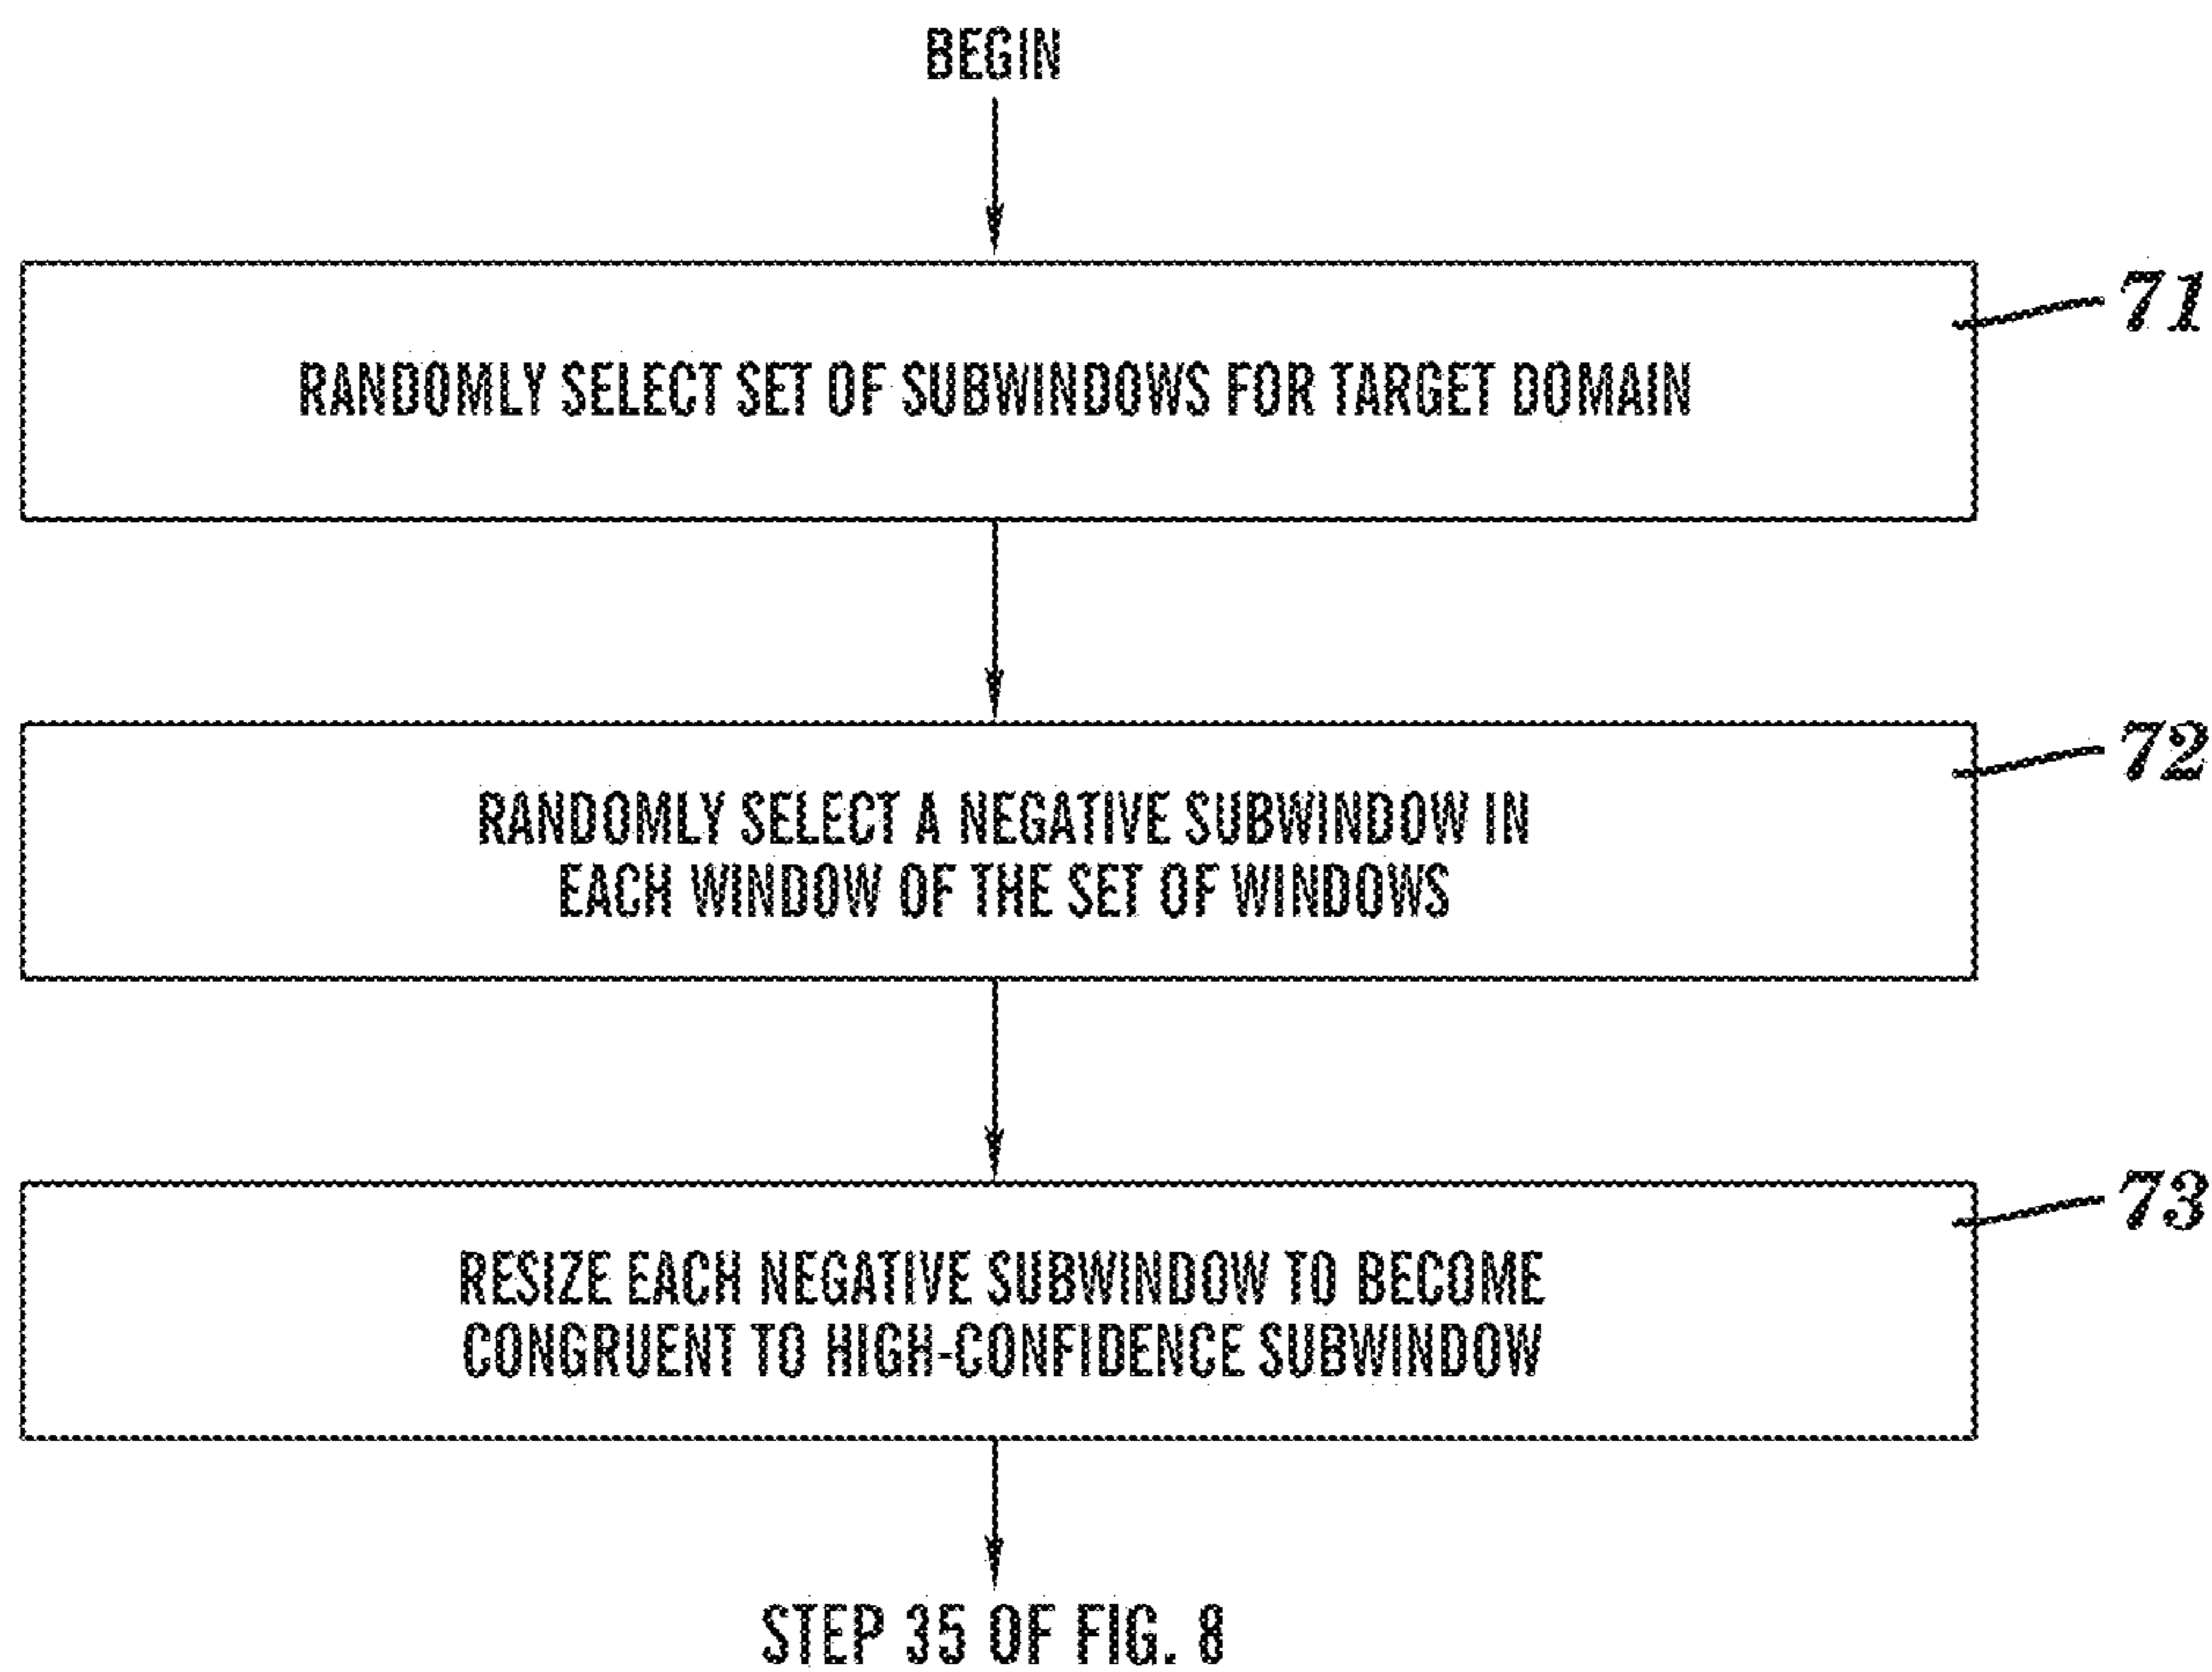 BEGIN
71
RANDOMLY SELECT SET OF SUBWINDOWS FOR TARGET DOMAIN
72
RANDOMLY SELECT A NEGATIVE SUBWINDOW IN
EACH WINDOW OF THE SET OF WINDOWS
73
RESIZE EACH NEGATIVE SUBWINDOW TO BECOME
CONGRUENT TO HIGH-CONFIDENCE SUBWINDOW
STEP 35 OF FIG. 8